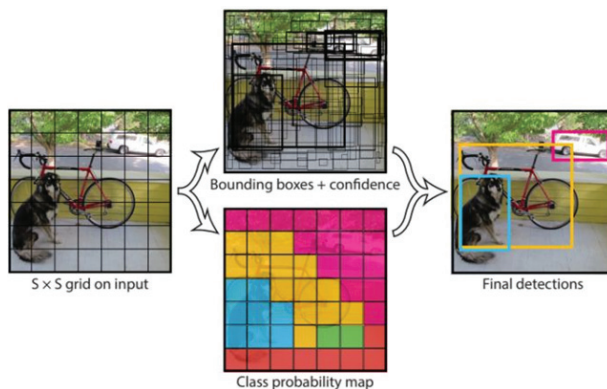 Bounding boxes + confidence
S × S grid on input
Final detections
Class probability map